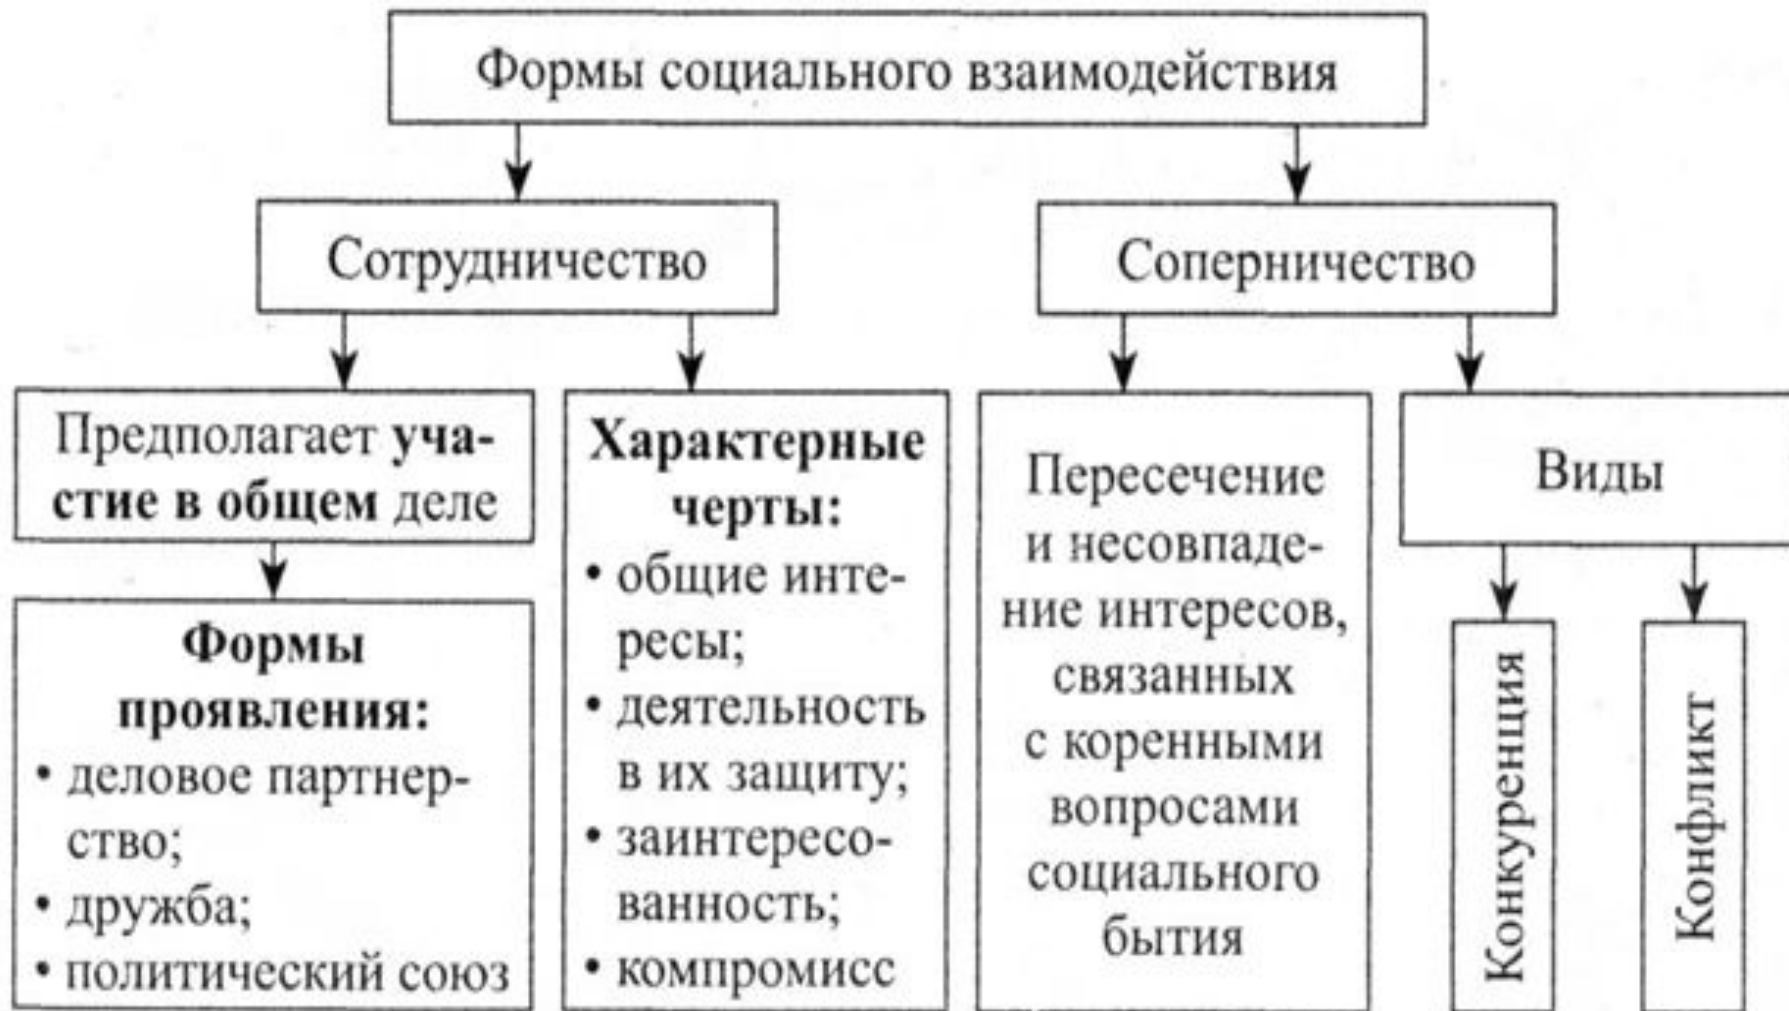 Формы социального взаимодействия
Сотрудничество
Соперничество
Предполагает уча-
стие в общем деле
Формы
проявления:
• деловое партнер-
ство;
• дружба;
• политический союз
Характерные
черты:
• общие инте-
ресы;
• деятельность
в их защиту;
• заинтересо-
ванность;
• компромисс
Пересечение
и несовпаде-
ние интересов,
связанных
с коренными
вопросами
социального
бытия
Виды
Конкуренция
Конфликт